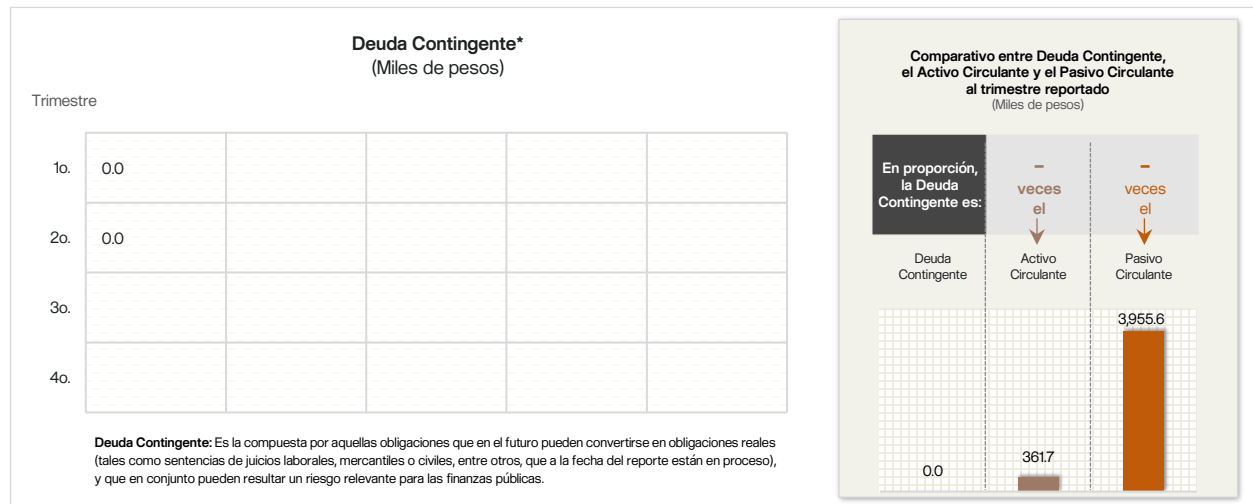 Deuda Contingente*
(Miles de pesos)
Trimestre
1o. 0.0
2o. 0.0
3o.
4o.
Deuda Contingente: Es la compuesta por aquellas obligaciones que en el futuro pueden convertirse en obligaciones reales
(tales como sentencias de juicios laborales, mercantiles o civiles, entre otros, que a la fecha del reporte están en proceso),
y que en conjunto pueden resultar un riesgo relevante para las finanzas públicas.
Comparativo entre Deuda Contingente,
el Activo Circulante y el Pasivo Circulante
al trimestre reportado
(Miles de pesos)
En proporción,
la Deuda
Contingente es:
–
veces
el
–
veces
el
Deuda
Contingente
Activo
Circulante
Pasivo
Circulante
0.0
361.7
3,955.6